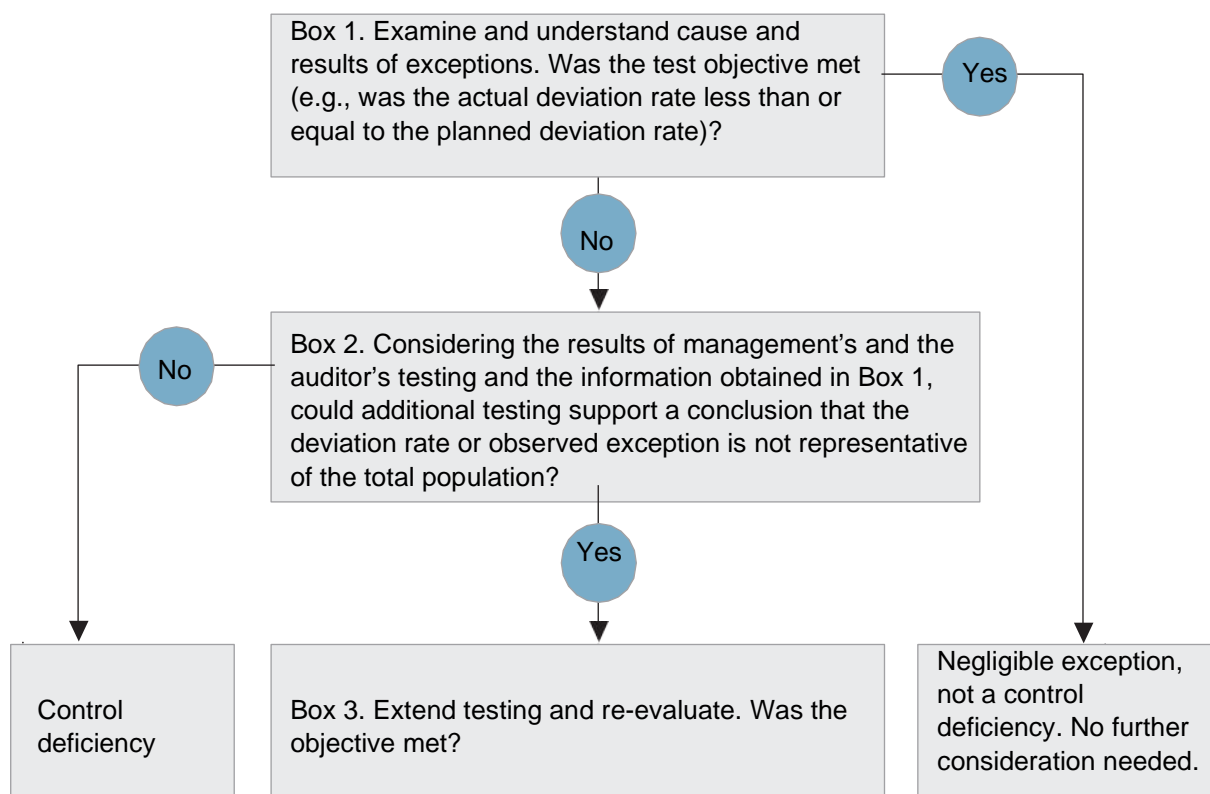 Box 1. Examine and understand cause and
results of exceptions. Was the test objective met
(e.g., was the actual deviation rate less than or
equal to the planned deviation rate)?
Yes
No
Box 2. Considering the results of management’s and the
auditor’s testing and the information obtained in Box 1,
could additional testing support a conclusion that the
deviation rate or observed exception is not representative
of the total population?
No
Yes
Control
deficiency
Box 3. Extend testing and re-evaluate. Was the
objective met?
Negligible exception,
not a control
deficiency. No further
consideration needed.